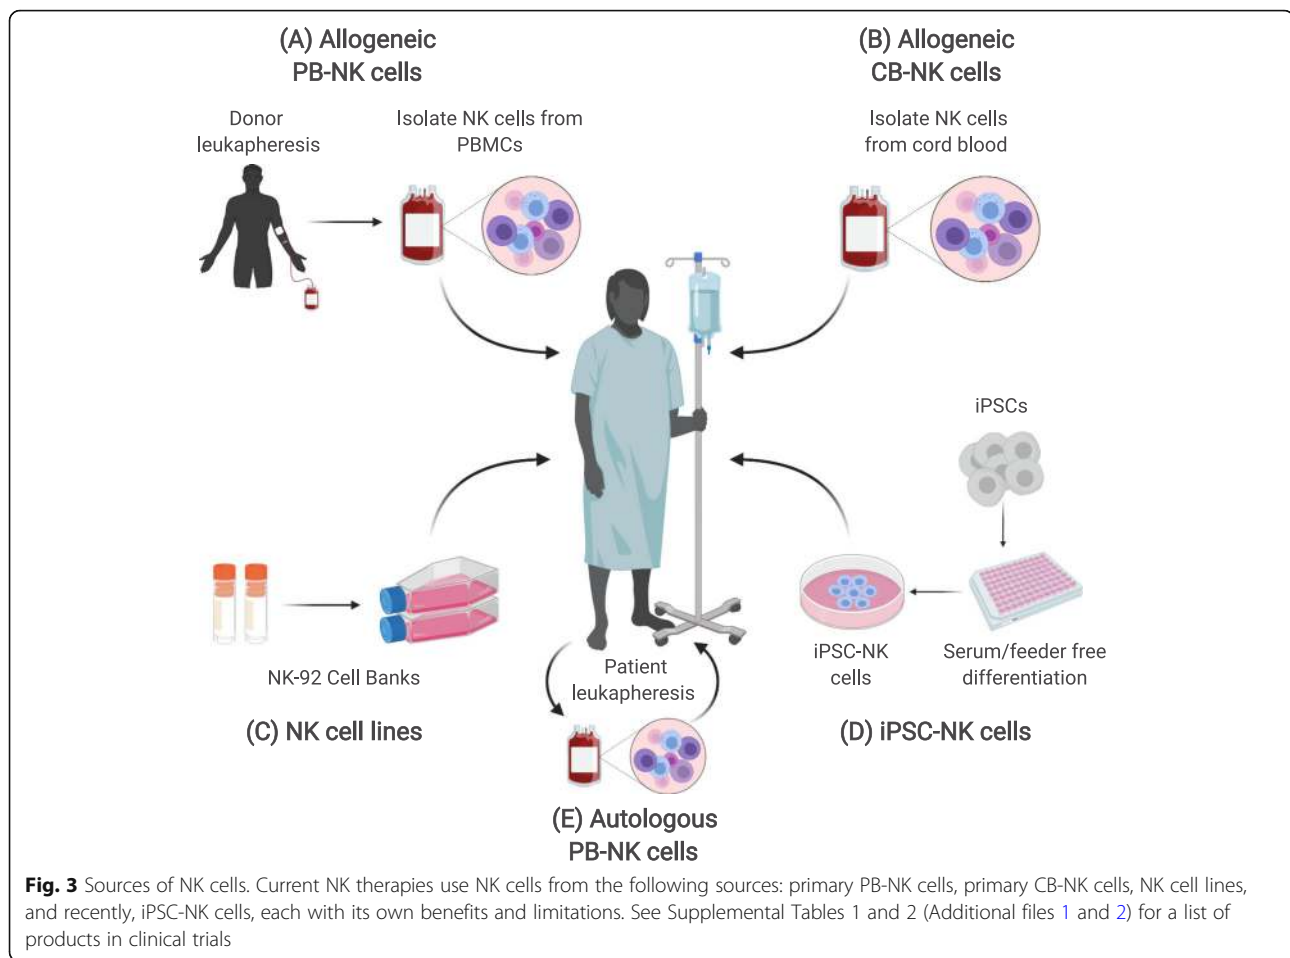 (A) Allogeneic
PB-NK cells
Donor
leukapheresis
Isolate NK cells from
PBMCs
(B) Allogeneic
CB-NK cells
Isolate NK cells
from cord blood
iPSCs
iPSC-NK
cells
Serum/feeder free
differentiation
(D) iPSC-NK cells
NK-92 Cell Banks
(C) NK cell lines
Patient
leukapheresis
(E) Autologous
PB-NK cells
Fig. 3 Sources of NK cells. Current NK therapies use NK cells from the following sources: primary PB-NK cells, primary CB-NK cells, NK cell lines,
and recently, iPSC-NK cells, each with its own benefits and limitations. See Supplemental Tables 1 and 2 (Additional files 1 and 2) for a list of
products in clinical trials